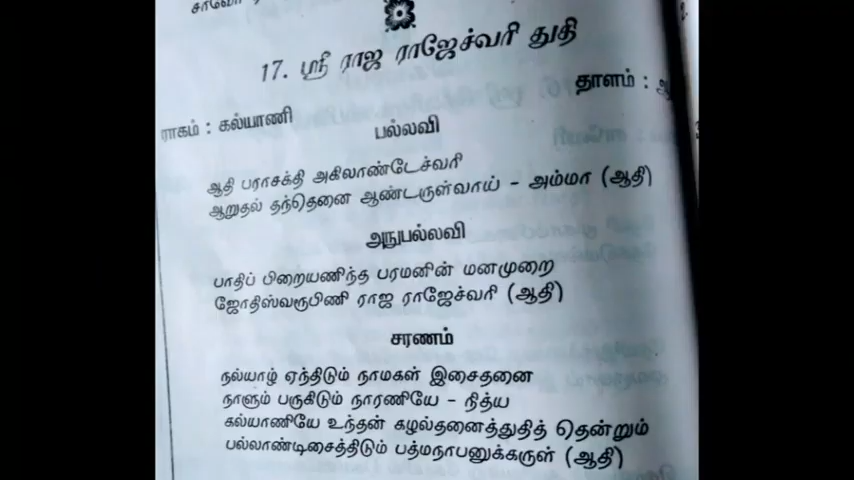 17. ஸ்ரீ ராஜ ராஜேச்வரி துதி
தாளம் :
ராகம் : கல்யாணி
பல்லவி
ஆதி பராசக்தி அகிலாண்டேச்வரி
ஆறுதல் தந்தெனை ஆண்டருள்வாய் - அம்மா (ஆதி)
அநுபல்லவி
பாதிப் பிறையணிந்த பரமனின் மனமுறை
ஜோதிஸ்வரூபிணி ராஜ ராஜேச்வரி (ஆதி)
சரணம்
நல்யாழ் ஏந்திடும் நாமகள் இசைதனை
நாளும் பருகிடும் நாரணியே - நித்ய
கல்யாணியே உந்தன் கழல்தனைத்துதித் தென்றும்
பல்லாண்டிசைத்திடும் பத்மநாபனுக்கருள் (ஆதி)